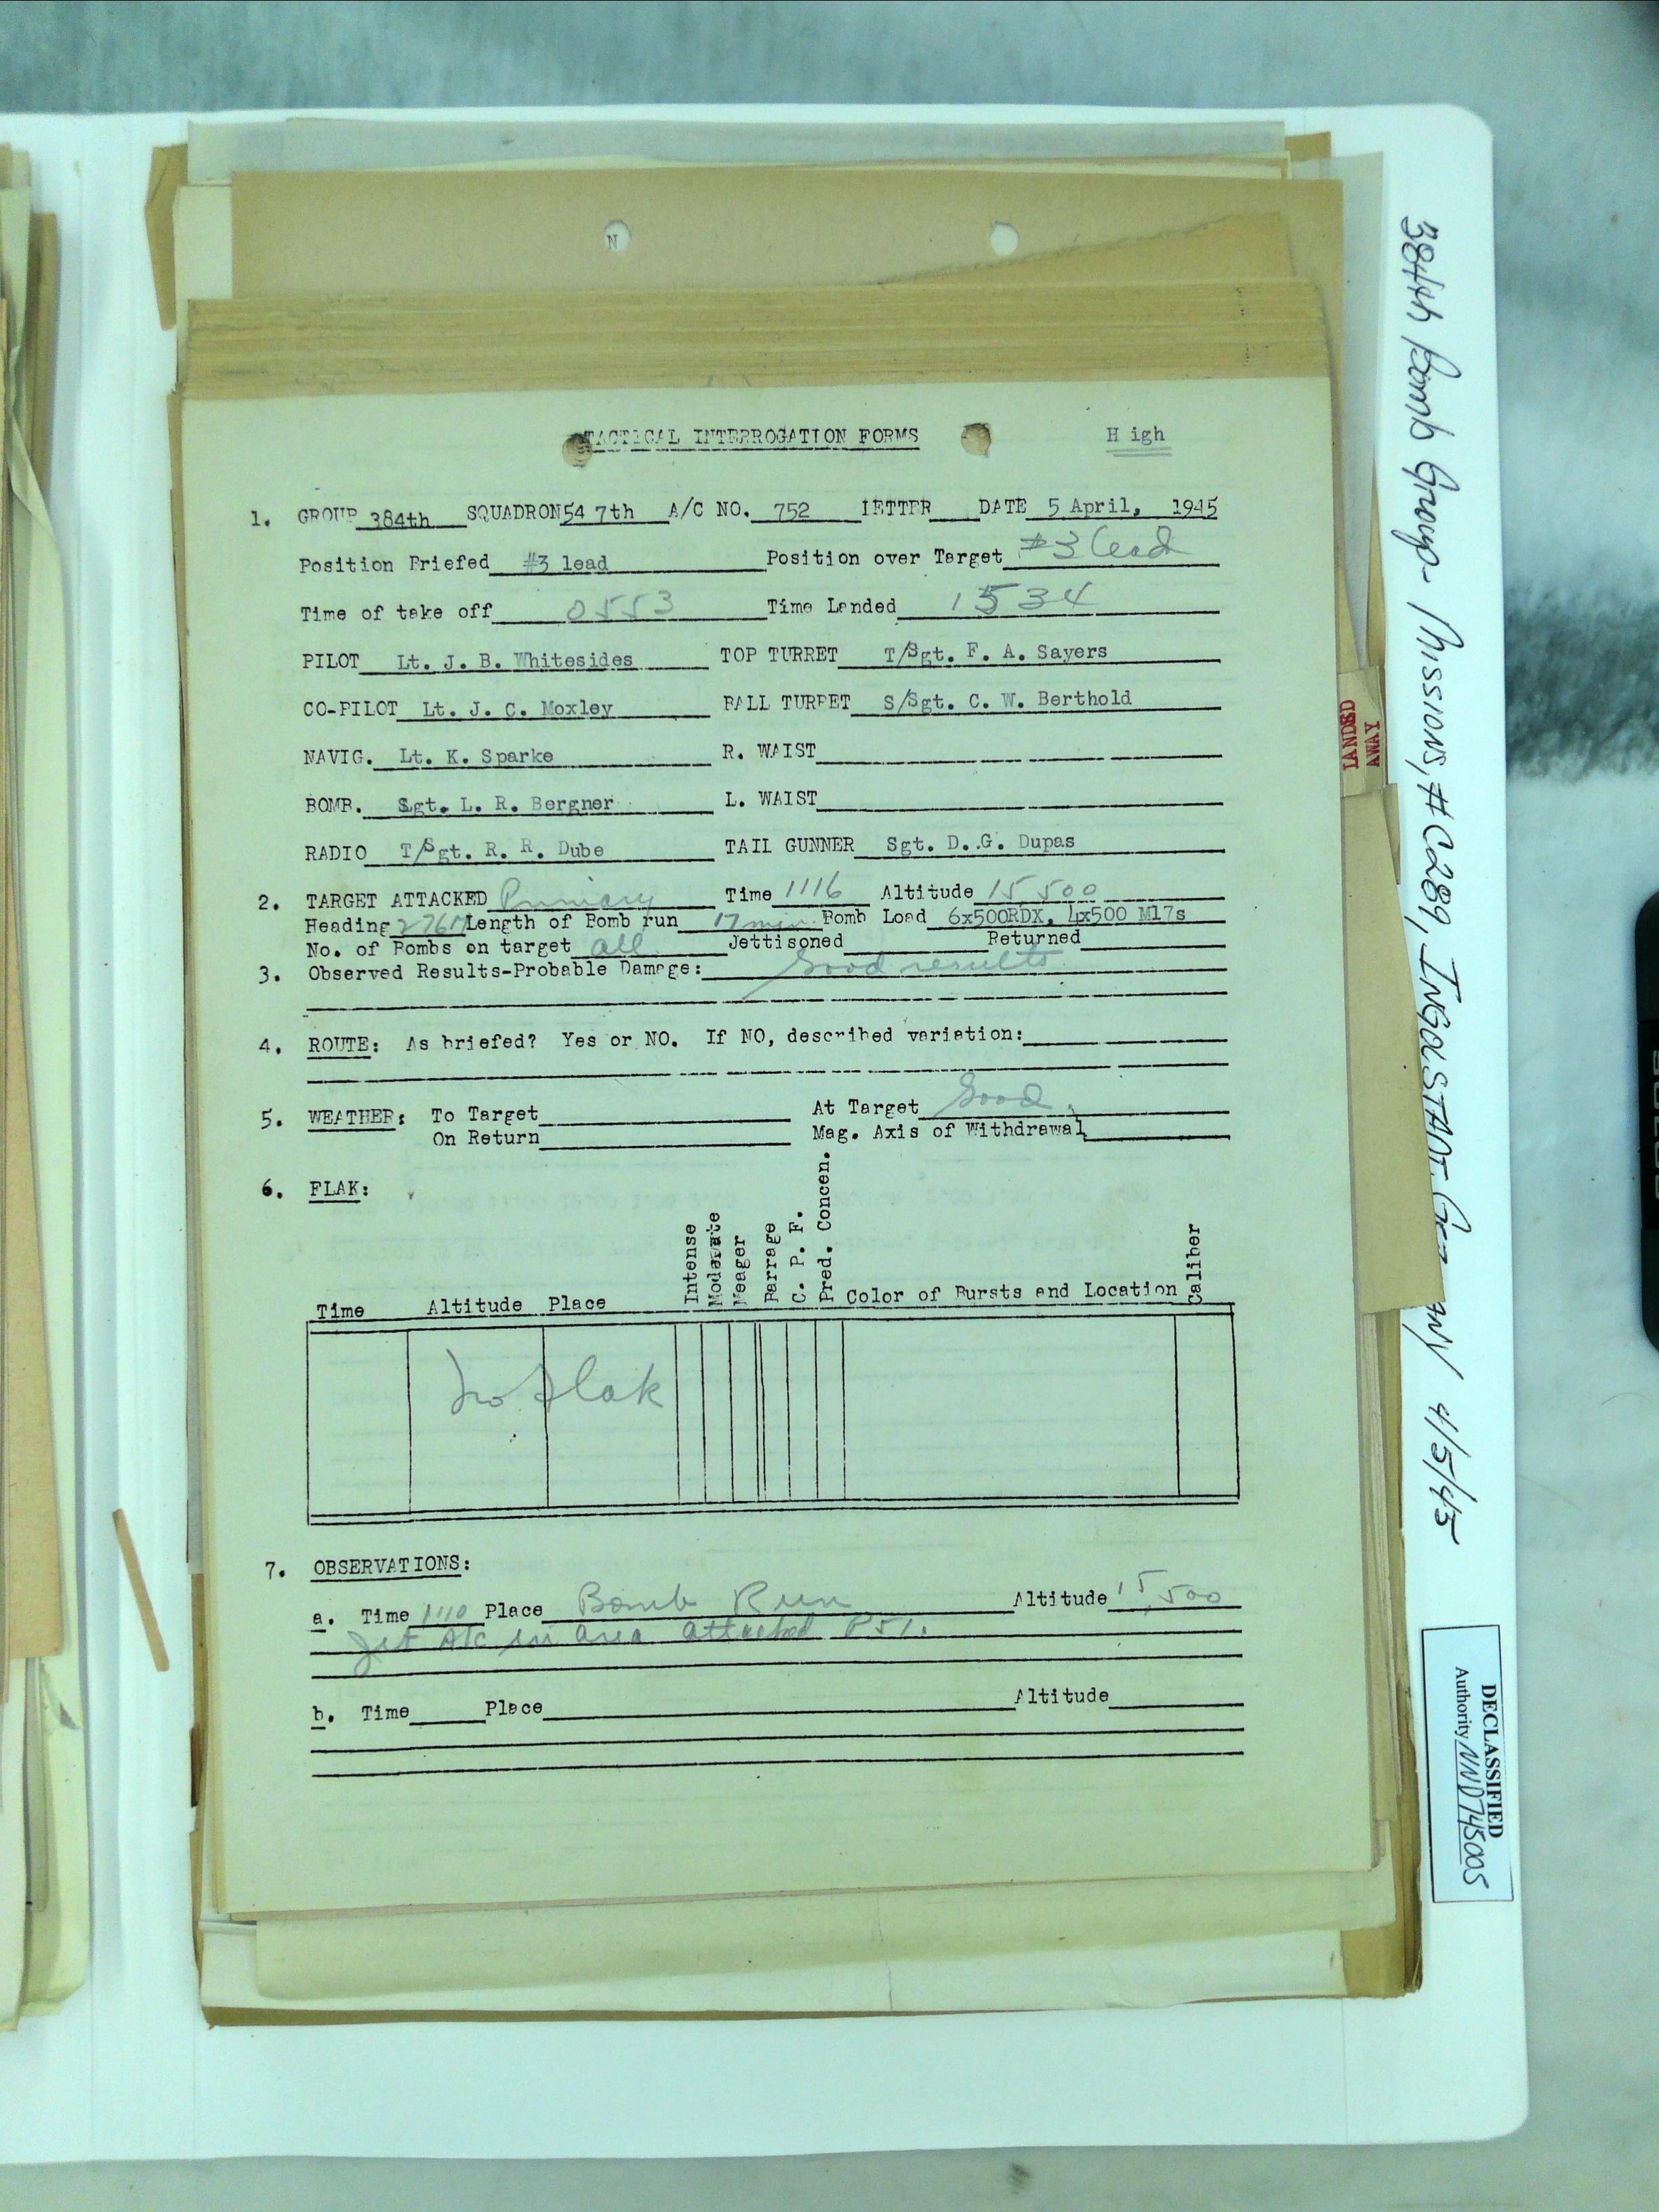 N
TACTICAL INTERROGATION FORMS High
1. GROUP 384th SQUADRON 547th A/C NO. 752 LETTER DATE 5 April, 1945
Position Briefed #3 lead Position over Target #3 lead
Time of take off 0553 Time Landed 1534
PILOT Lt. J. B. Whitesides TOP TURRET T/Sgt. F. A. Sayers
CO-PILOT Lt. J. C. Moxley BALL TURRET S/Sgt. C. W. Berthold
NAVIG. Lt. K. Sparke R. WAIST
BOMB. Sgt. L. R. Bergner L. WAIST
RADIO T/Sgt. R. R. Dube TAIL GUNNER Sgt. D. G. Dupas
2. TARGET ATTACKED Primary Time 1116 Altitude 15 500
Heading Length of Bomb run 17 min Bomb Load 6x500RDX, 4x500 M17s
No. of Bombs on target all Jettisoned Returned
3. Observed Results-Probable Damage: Good results
4. ROUTE: As briefed? Yes or NO. If NO, described variation:
5. WEATHER: To Target At Target Good.
On Return Mag. Axis of Withdrawal
6. FLAK:
Time Altitude Place Intense Moderate Meager Barrage C. P. F. Pred. Concen. Color of Bursts and Location Caliber
No flak
7. OBSERVATIONS:
a. Time 1110 Place Bomb Run Altitude 15,500
Jet A/c in area attacked P51.
b. Time Place Altitude
LANDED
AWAY
384th Bomb Group- Missions, # C289, INGOLSTADT, 4/5/45
DECLASSIFIED
Authority NND745005